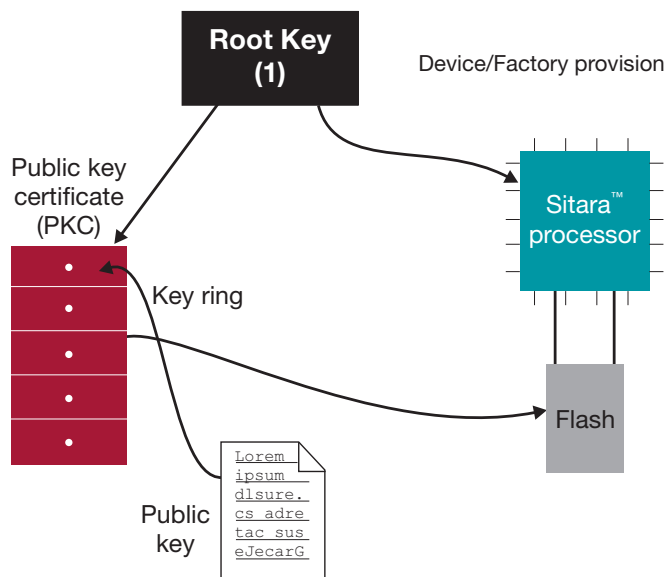 Root Key
(1)
Device/Factory provision
Public key
certificate
(PKC)
Sitara™
processor
Key ring
Flash
Lorem
ipsum
dlsure.
cs adre
tac sus
eJecarG
Public
key